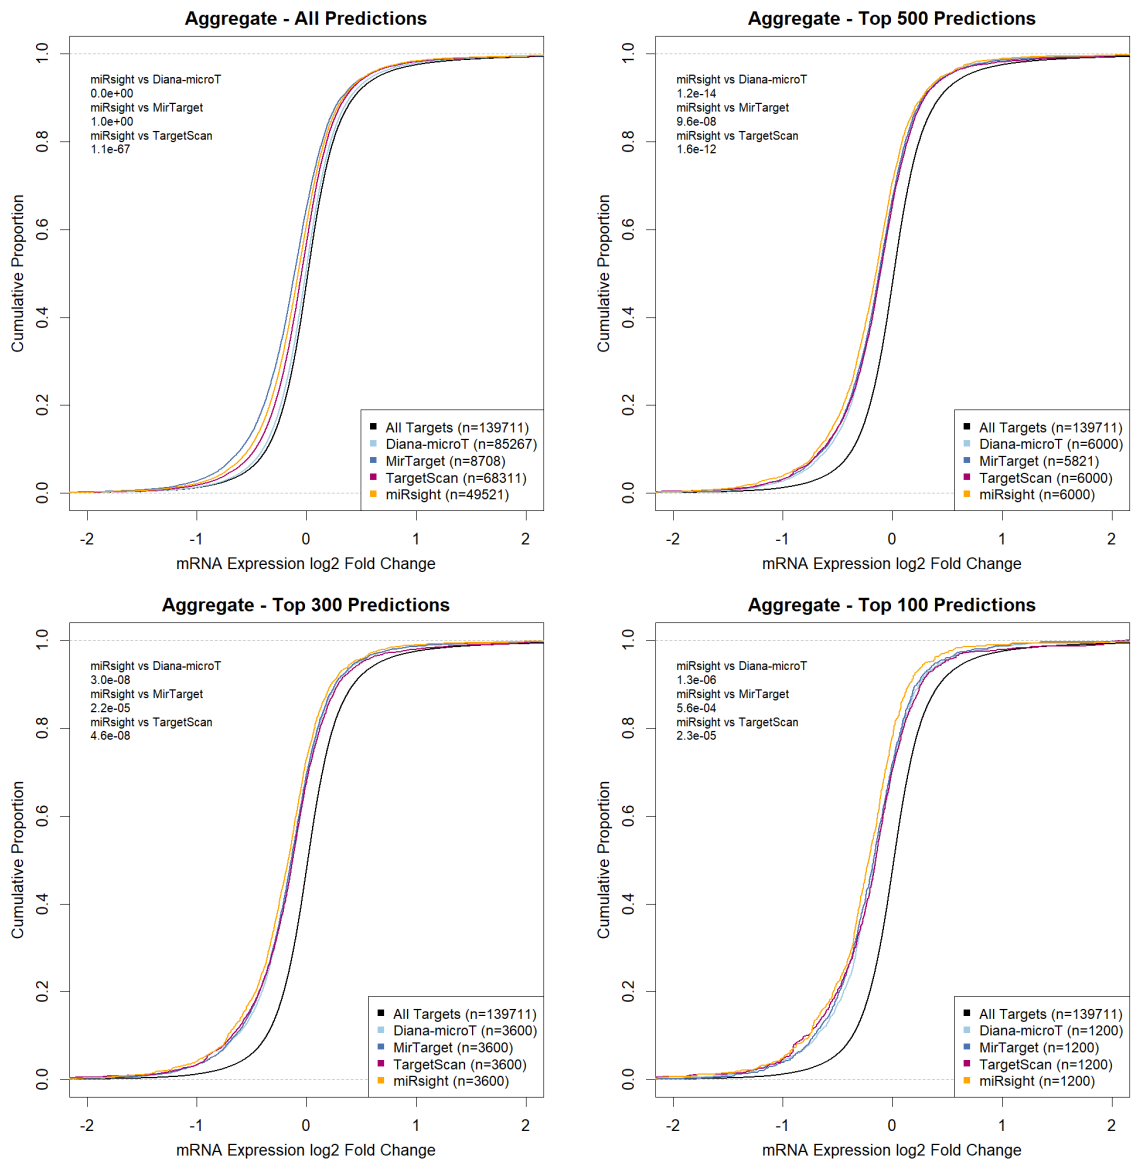 Aggregate - All Predictions
miRsight vs Diana-microT
0.0e+00
miRsight vs MirTarget
1.0e+00
miRsight vs TargetScan
1.1e-67
Cumulative Proportion
1.0
0.8
0.6
0.4
0.2
0.0
All Targets (n=139711)
Diana-microT (n=85267)
MirTarget (n=8708)
TargetScan (n=68311)
miRsight (n=49521)
-2 -1 0 1 2
mRNA Expression log2 Fold Change
Aggregate - Top 500 Predictions
miRsight vs Diana-microT
1.2e-14
miRsight vs MirTarget
9.6e-08
miRsight vs TargetScan
1.6e-12
Cumulative Proportion
1.0
0.8
0.6
0.4
0.2
0.0
All Targets (n=139711)
Diana-microT (n=6000)
MirTarget (n=5821)
TargetScan (n=6000)
miRsight (n=6000)
-2 -1 0 1 2
mRNA Expression log2 Fold Change
Aggregate - Top 300 Predictions
miRsight vs Diana-microT
3.0e-08
miRsight vs MirTarget
2.2e-05
miRsight vs TargetScan
4.6e-08
Cumulative Proportion
1.0
0.8
0.6
0.4
0.2
0.0
All Targets (n=139711)
Diana-microT (n=3600)
MirTarget (n=3600)
TargetScan (n=3600)
miRsight (n=3600)
-2 -1 0 1 2
mRNA Expression log2 Fold Change
Aggregate - Top 100 Predictions
miRsight vs Diana-microT
1.3e-06
miRsight vs MirTarget
5.6e-04
miRsight vs TargetScan
2.3e-05
Cumulative Proportion
1.0
0.8
0.6
0.4
0.2
0.0
All Targets (n=139711)
Diana-microT (n=1200)
MirTarget (n=1200)
TargetScan (n=1200)
miRsight (n=1200)
-2 -1 0 1 2
mRNA Expression log2 Fold Change